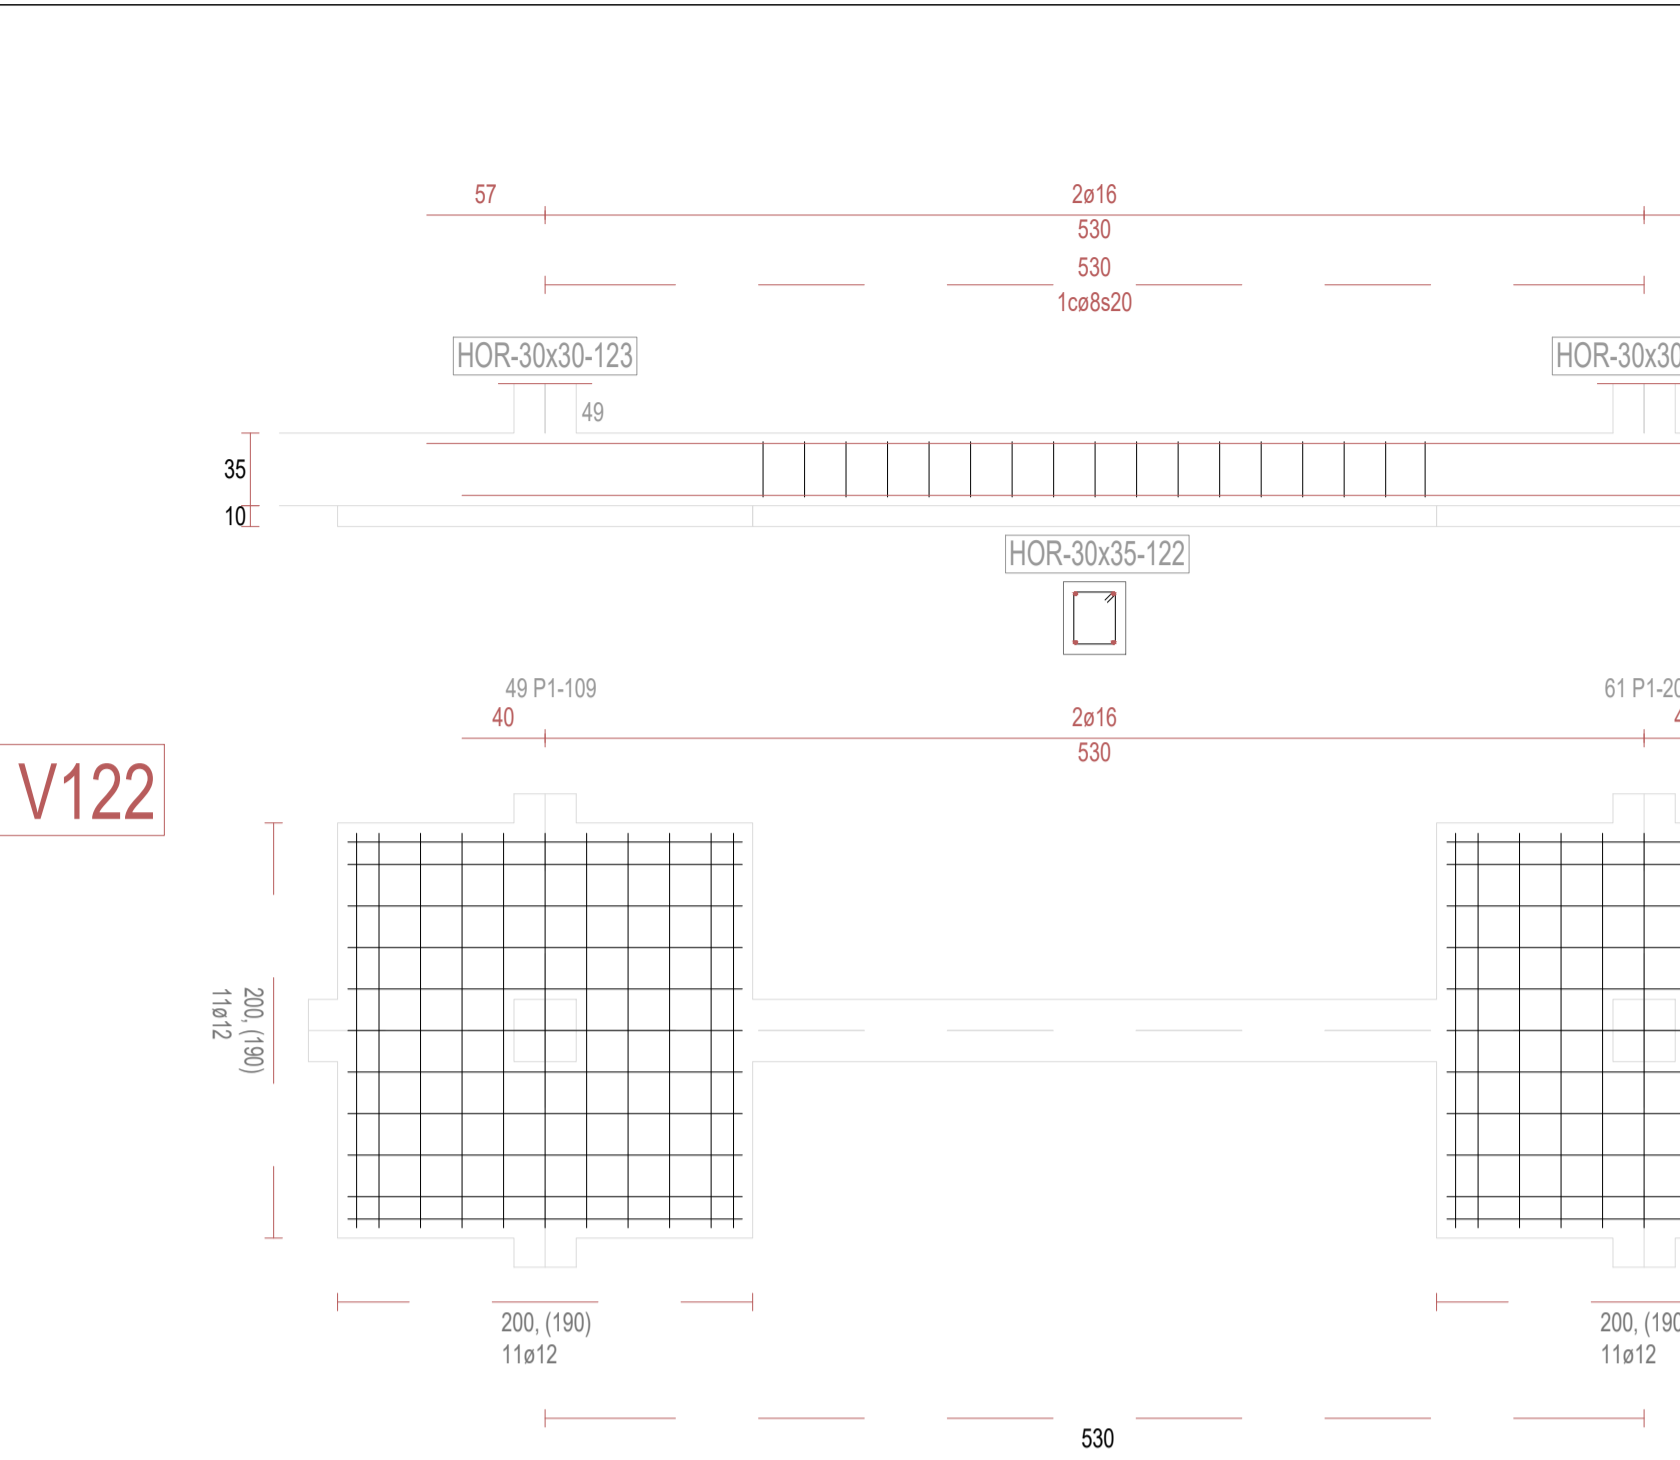 57
2ø16
530
530
1cø8s20
HOR-30x30-123
HOR-30x30
49
35
10
HOR-30x35-122
49 P1-109
61 P1-20
40
2ø16
4
530
V122
200, (190)
11ø12
200, (190)
11ø12
200, (190
11ø12
530